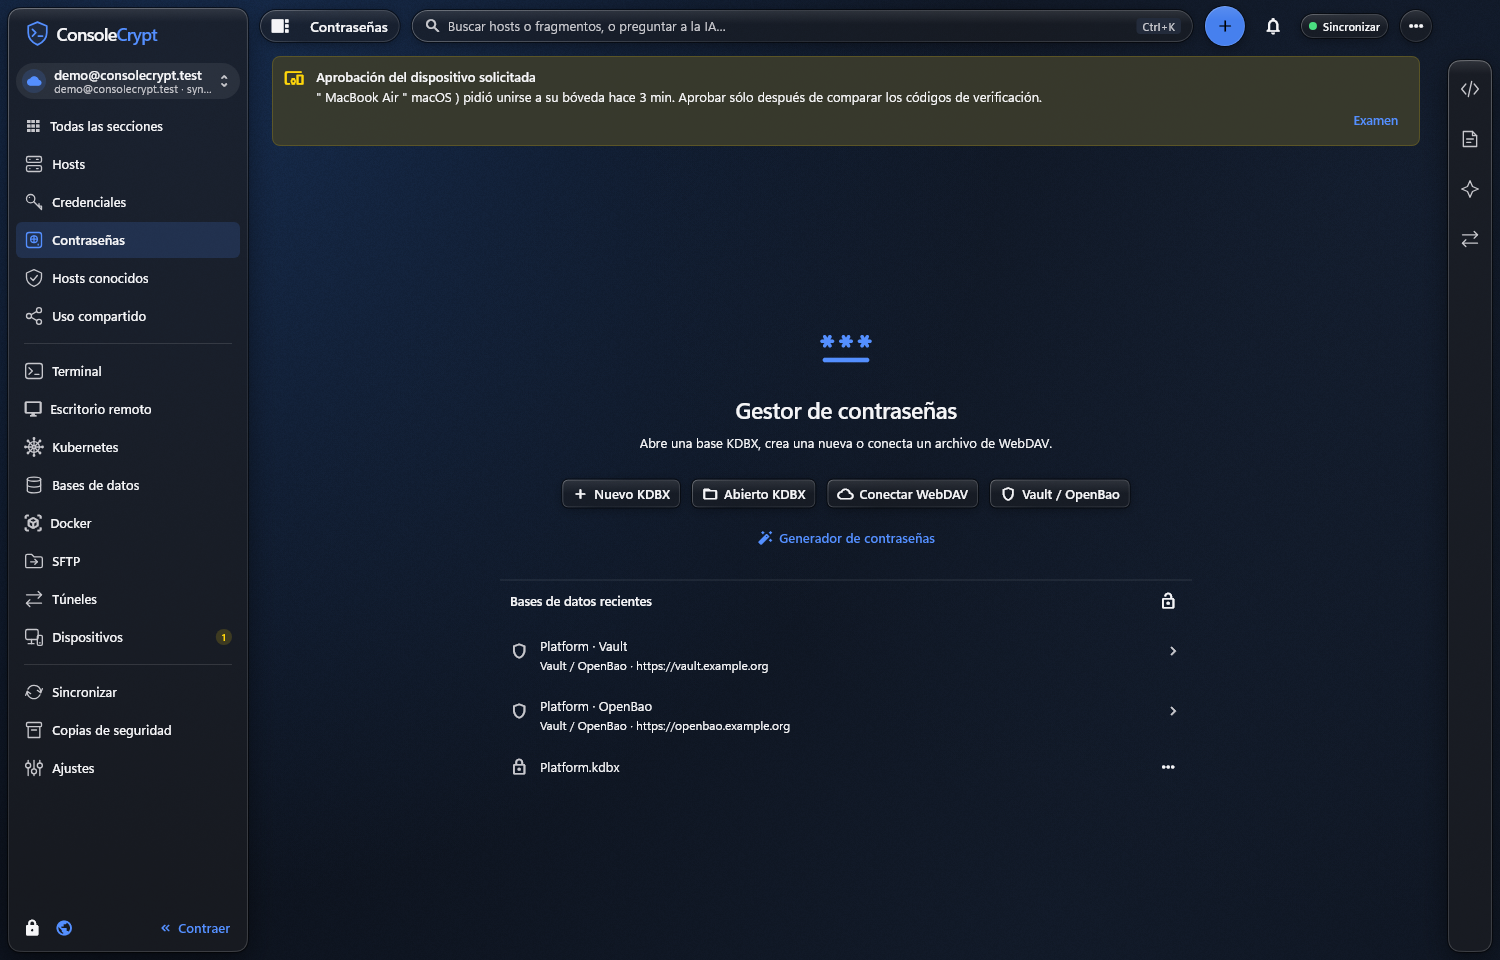 ConsoleCrypt
demo@consolecrypt.test
demo@consolecrypt.test · syn...
Todas las secciones
Hosts
Credenciales
Contraseñas
Hosts conocidos
Uso compartido
Terminal
Escritorio remoto
Kubernetes
Bases de datos
Docker
SFTP
Túneles
Dispositivos 1
Sincronizar
Copias de seguridad
Ajustes
Contraer
Contraseñas
Buscar hosts o fragmentos, o preguntar a la IA...
Ctrl+K
Sincronizar
Aprobación del dispositivo solicitada
" MacBook Air " macOS ) pidió unirse a su bóveda hace 3 min. Aprobar sólo después de comparar los códigos de verificación.
Examen
Gestor de contraseñas
Abre una base KDBX, crea una nueva o conecta un archivo de WebDAV.
Nuevo KDBX
Abierto KDBX
Conectar WebDAV
Vault / OpenBao
Generador de contraseñas
Bases de datos recientes
Platform · Vault
Vault / OpenBao · https://vault.example.org
Platform · OpenBao
Vault / OpenBao · https://openbao.example.org
Platform.kdbx